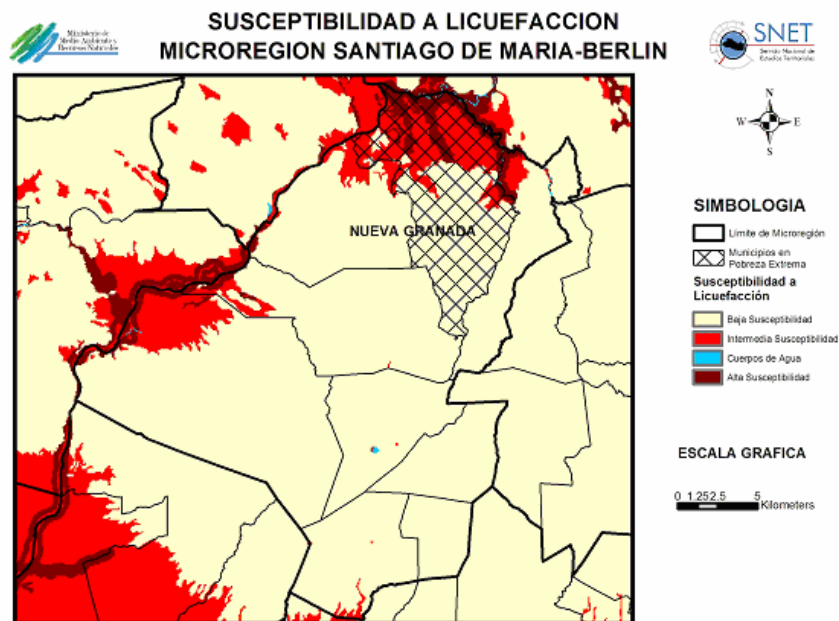 SUSCEPTIBILIDAD A LICUEFACCION
MICROREGION SANTIAGO DE MARIA-BERLIN
Ministerio de
Medio Ambiente y
Recursos Naturales
SNET
Servicio Nacional de
Estudios Territoriales
N
W
E
S
NUEVA GRANADA
SIMBOLOGIA
Limite de Microregión
Municipios en
Pobreza Extrema
Susceptibilidad a
Licuefacción
Baja Susceptibilidad
Intermedia Susceptibilidad
Cuerpos de Agua
Alta Susceptibilidad
ESCALA GRAFICA
0 1.252.5 5
Kilometers